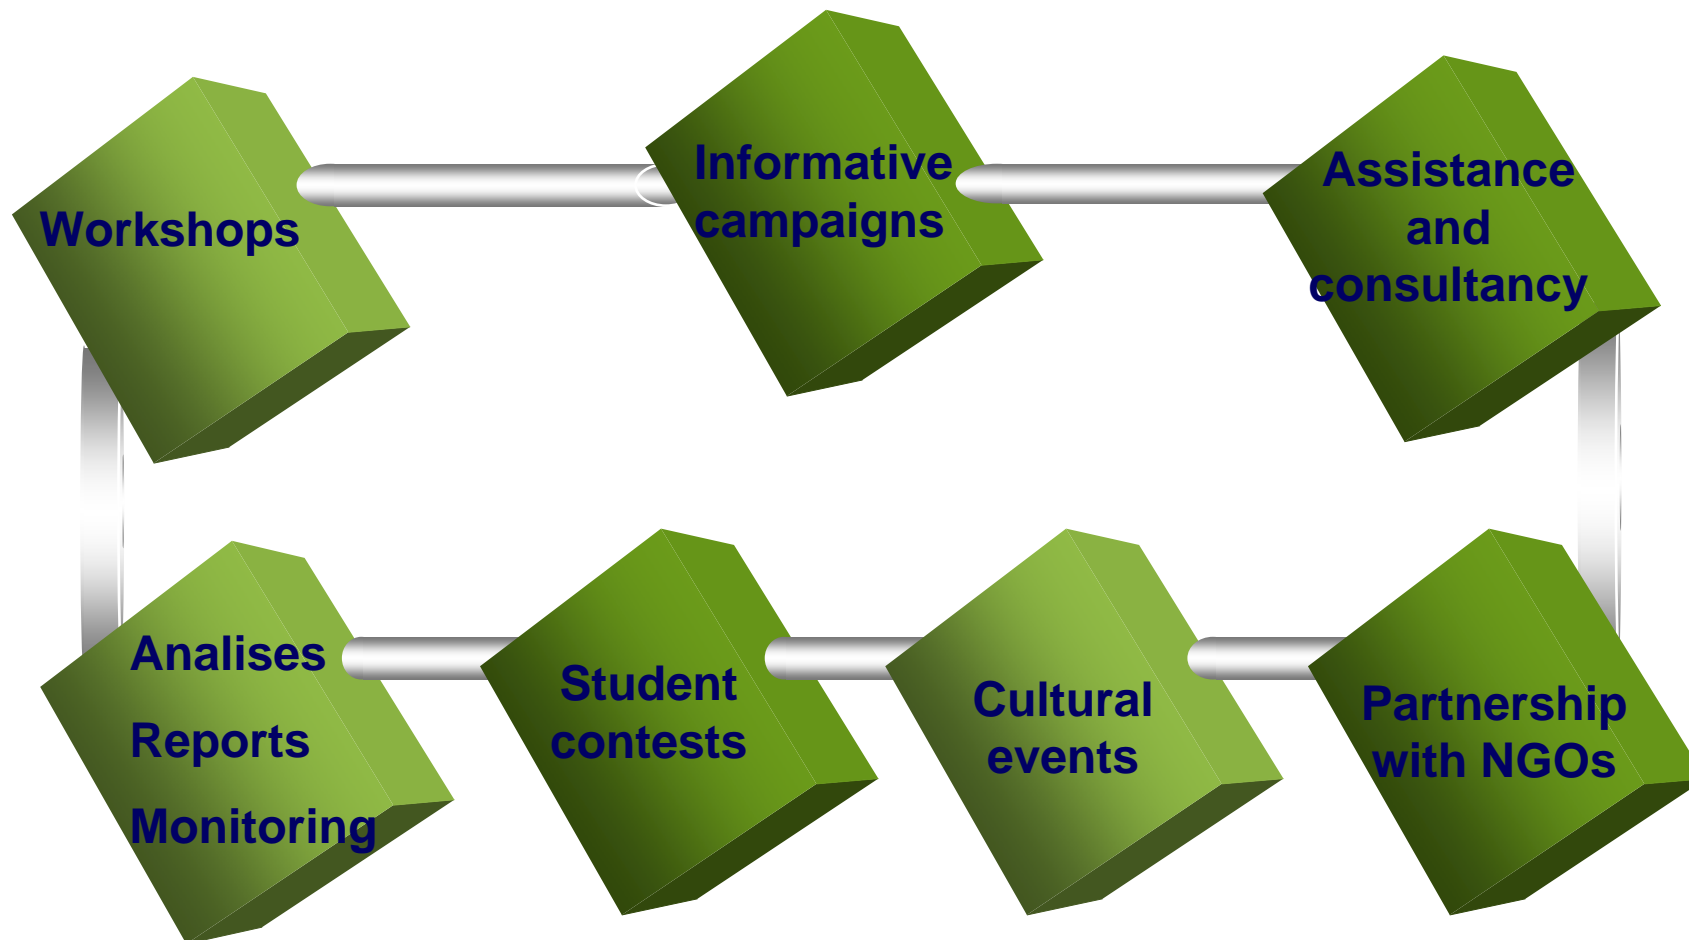 Workshops
Informative
campaigns
Assistance
and
consultancy
Analises
Reports
Monitoring
Student
contests
Cultural
events
Partnership
with NGOs